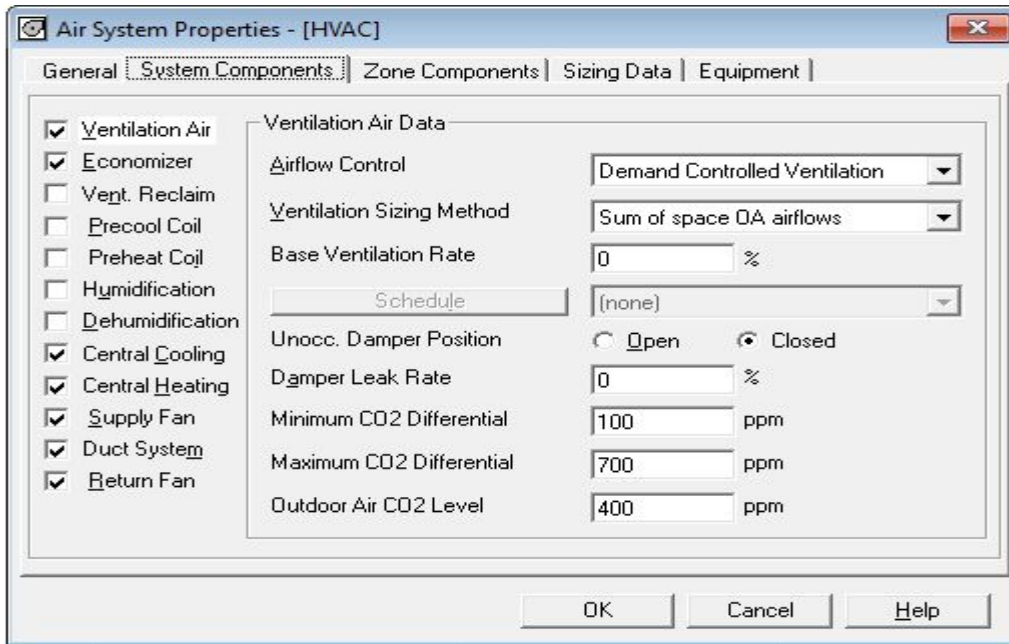 Air System Properties - [HVAC]
General System Components Zone Components Sizing Data Equipment
Ventilation Air
Economizer
Vent. Reclaim
Precool Coil
Preheat Coil
Humidification
Dehumidification
Central Cooling
Central Heating
Supply Fan
Duct System
Return Fan
Ventilation Air Data
Airflow Control Demand Controlled Ventilation
Ventilation Sizing Method Sum of space OA airflows
Base Ventilation Rate 0 %
Schedule (none)
Unocc. Damper Position Open Closed
Damper Leak Rate 0 %
Minimum CO2 Differential 100 ppm
Maximum CO2 Differential 700 ppm
Outdoor Air CO2 Level 400 ppm
OK Cancel Help